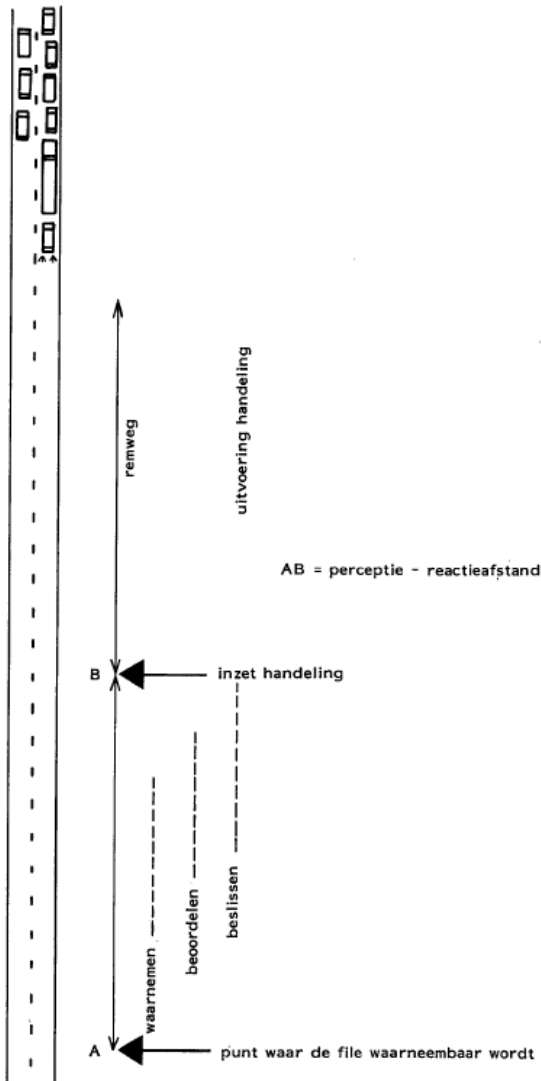 uitvoering handeling
remweg
AB = perceptie - reactieafstand
B
inzet handeling
beslissen
beoordelen
waarnemen
A
punt waar de file waarneembaar wordt